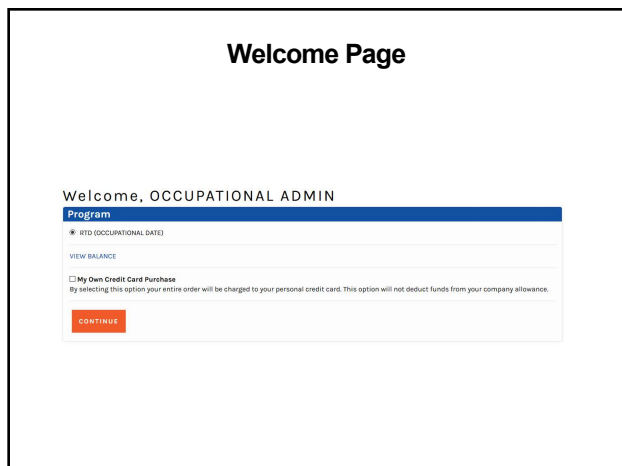 Welcome Page
Welcome, OCCUPATIONAL ADMIN
Program
RTD (OCCUPATIONAL DATE)
VIEW BALANCE
My Own Credit Card Purchase
By selecting this option your entire order will be charged to your personal credit card. This option will not deduct funds from your company allowance.
CONTINUE